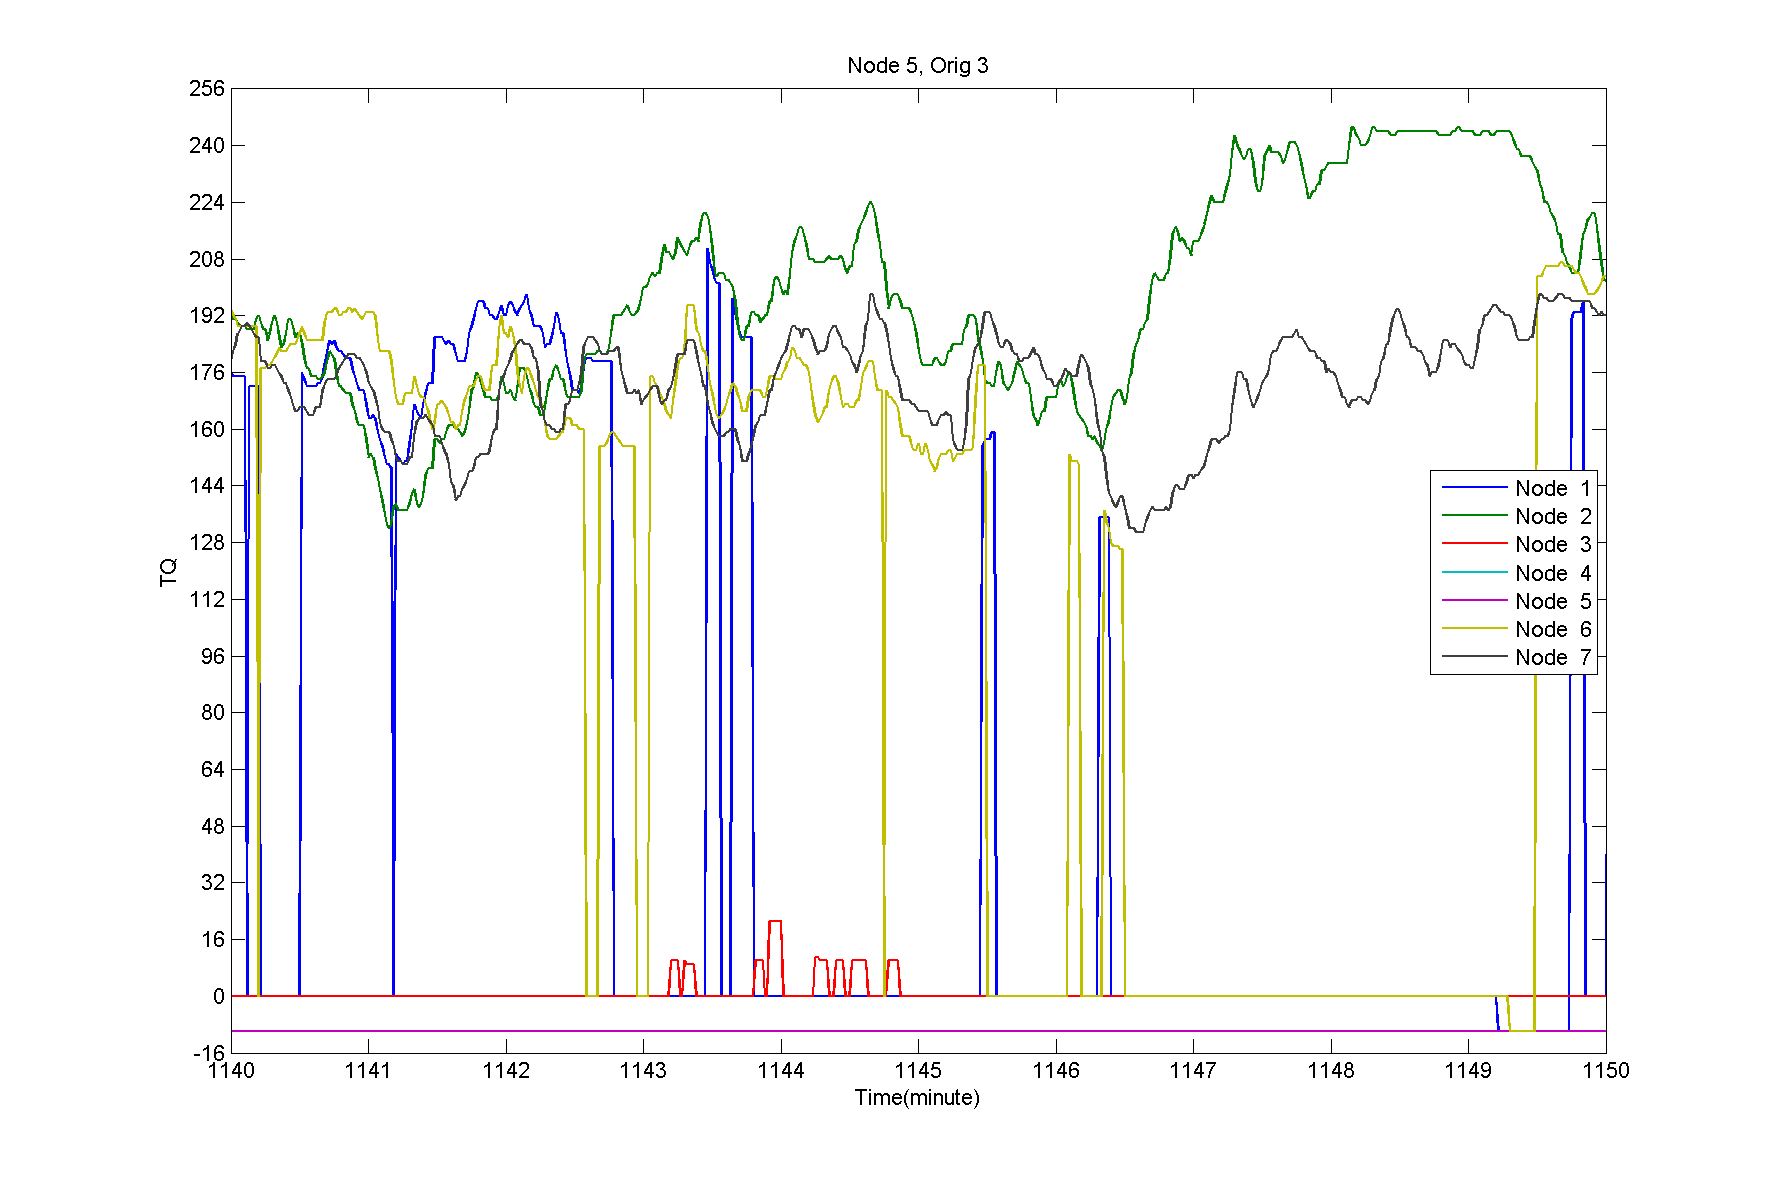 Node 5, Orig 3
256
240
224
208
192
176
160
144
128
112
96
80
64
48
32
16
0
-16
TQ
Node 1
Node 2
Node 3
Node 4
Node 5
Node 6
Node 7
1140 1141 1142 1143 1144 1145 1146 1147 1148 1149 1150
Time(minute)